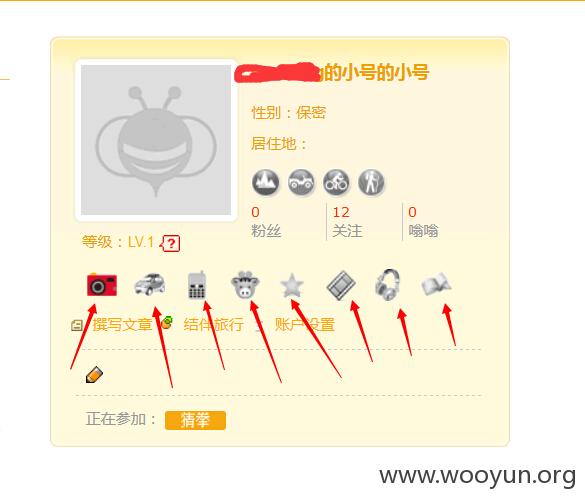 的小号的小号
性别：保密
居住地：
0 12 0
粉丝 关注 嗡嗡
等级：LV.1 ?
撰写文章 结伴旅行 账户设置
正在参加： 猜拳
www.wooyun.org